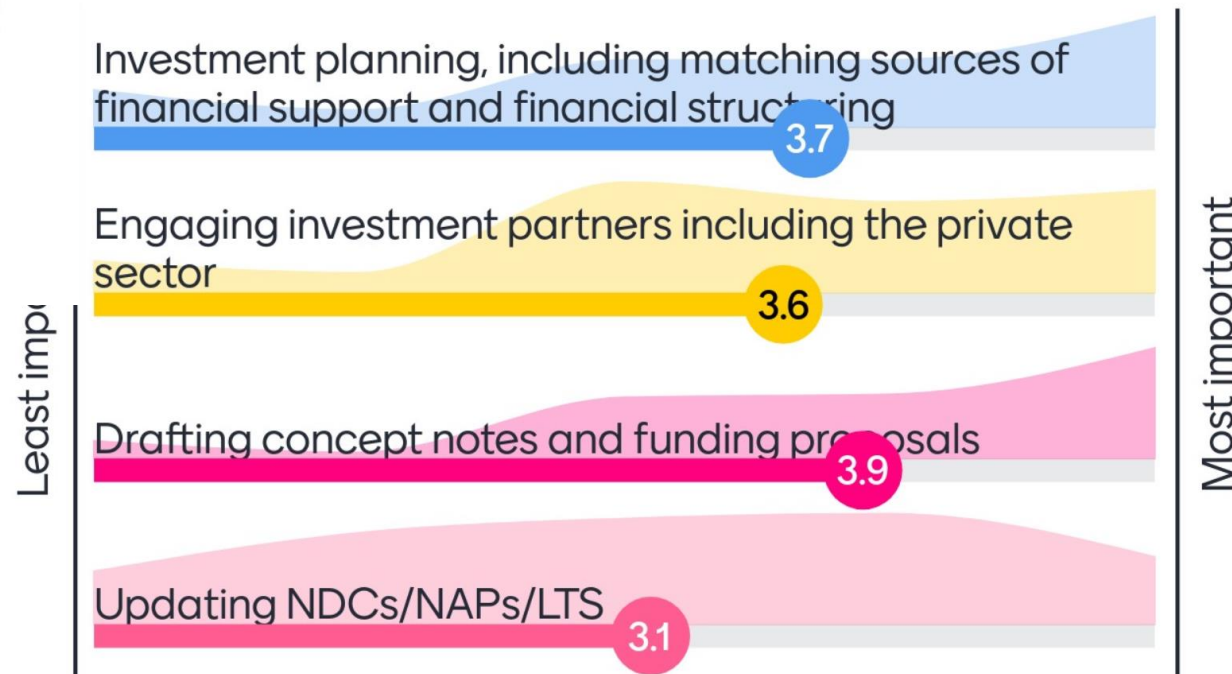 Investment planning, including matching sources of
financial support and financial structuring
3.7
Engaging investment partners including the private
sector
3.6
Drafting concept notes and funding proposals
3.9
Updating NDCs/NAPs/LTS
3.1
Least
Most important